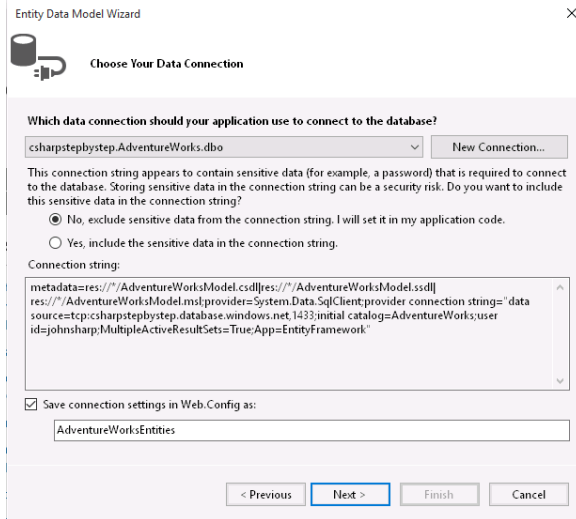 Entity Data Model Wizard
Choose Your Data Connection
Which data connection should your application use to connect to the database?
csharpstepbystep.AdventureWorks.dbo
New Connection...
This connection string appears to contain sensitive data (for example, a password) that is required to connect
to the database. Storing sensitive data in the connection string can be a security risk. Do you want to include
this sensitive data in the connection string?
No, exclude sensitive data from the connection string. I will set it in my application code.
Yes, include the sensitive data in the connection string.
Connection string:
metadata=res://*/AdventureWorksModel.csdl|res://*/AdventureWorksModel.ssdl|
res://*/AdventureWorksModel.msl;provider=System.Data.SqlClient;provider connection string="data
source=tcp:csharpstepbystep.database.windows.net,1433;initial catalog=AdventureWorks;user
id=johnsharp;MultipleActiveResultSets=True;App=EntityFramework"
Save connection settings in Web.Config as:
AdventureWorksEntities
< Previous
Next >
Finish
Cancel